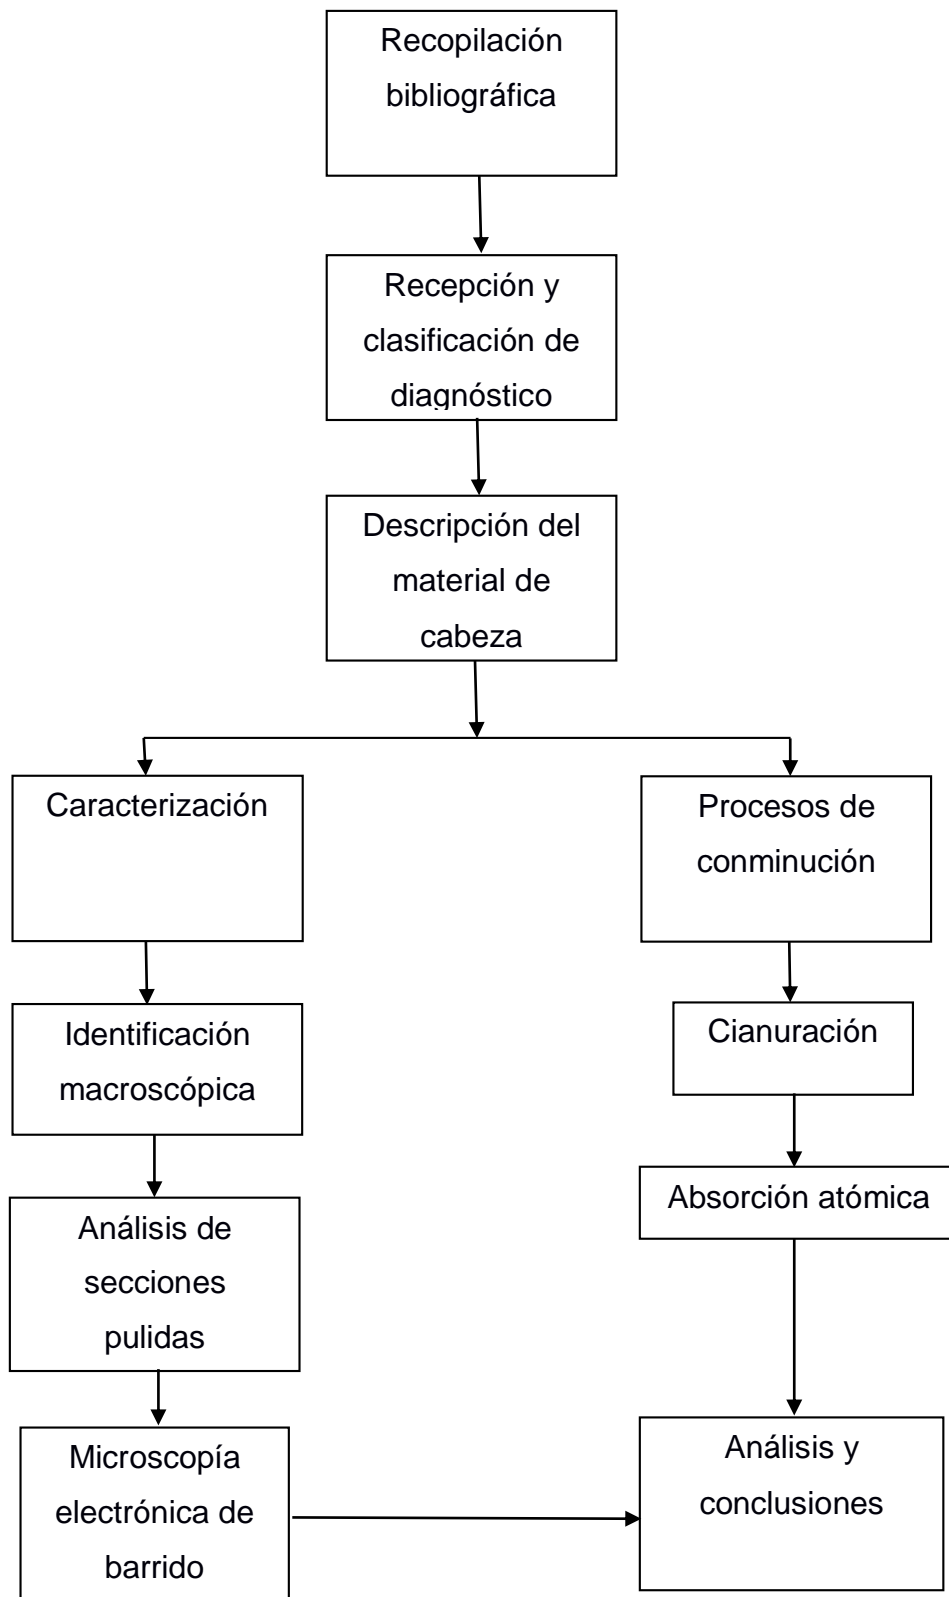 Recopilación
bibliográfica
Recepción y
clasificación de
diagnóstico
Descripción del
material de
cabeza
Caracterización
Procesos de
conminución
Identificación
macroscópica
Cianuración
Análisis de
secciones
pulidas
Absorción atómica
Microscopía
electrónica de
barrido
Análisis y
conclusiones